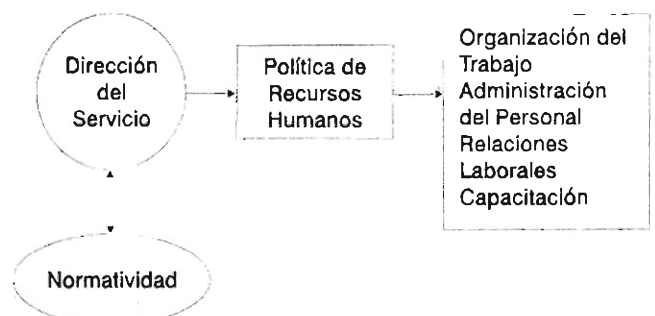 Dirección
del
Servicio
Política de
Recursos
Humanos
Organización del
Trabajo
Administración
del Personal
Relaciones
Laborales
Capacitación
Normatividad